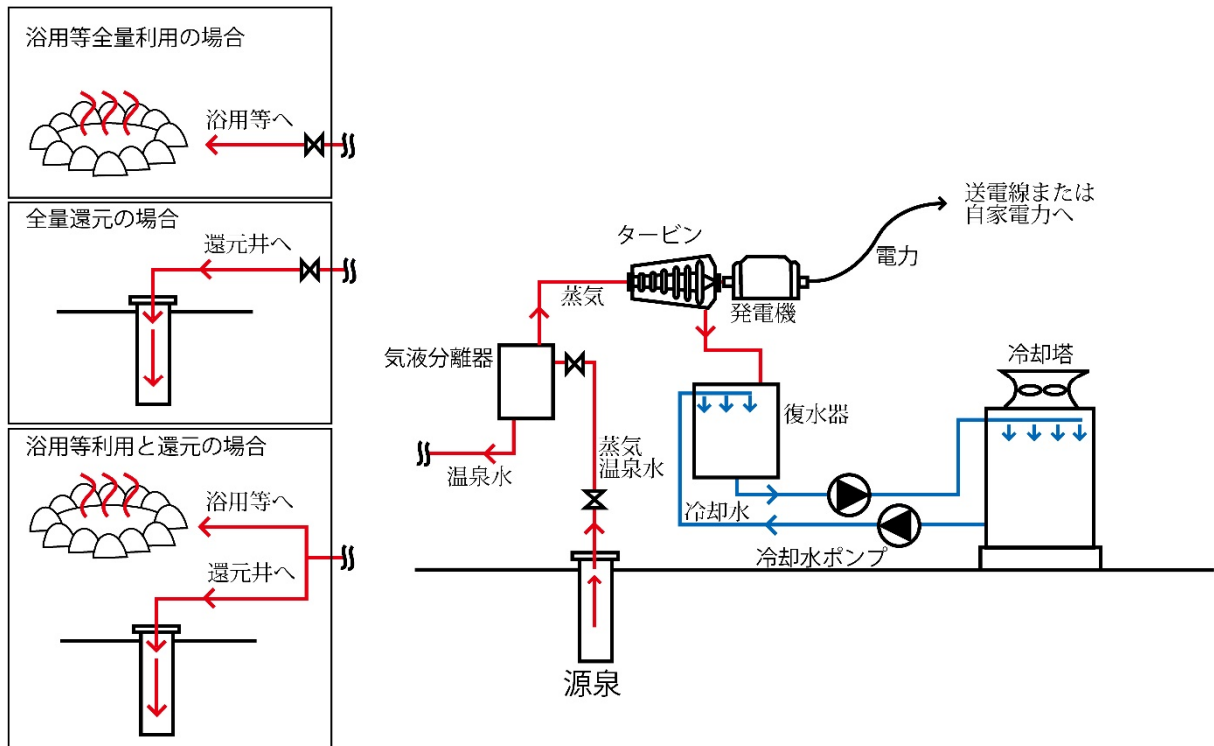 浴用等全量利用の場合
浴用等へ
全量還元の場合
還元井へ
浴用等利用と還元の場合
浴用等へ
還元井へ
送電線または
自家電力へ
タービン
電力
蒸気
発電機
気液分離器
冷却塔
復水器
蒸気
温泉水
温泉水
冷却水
冷却水ポンプ
源泉